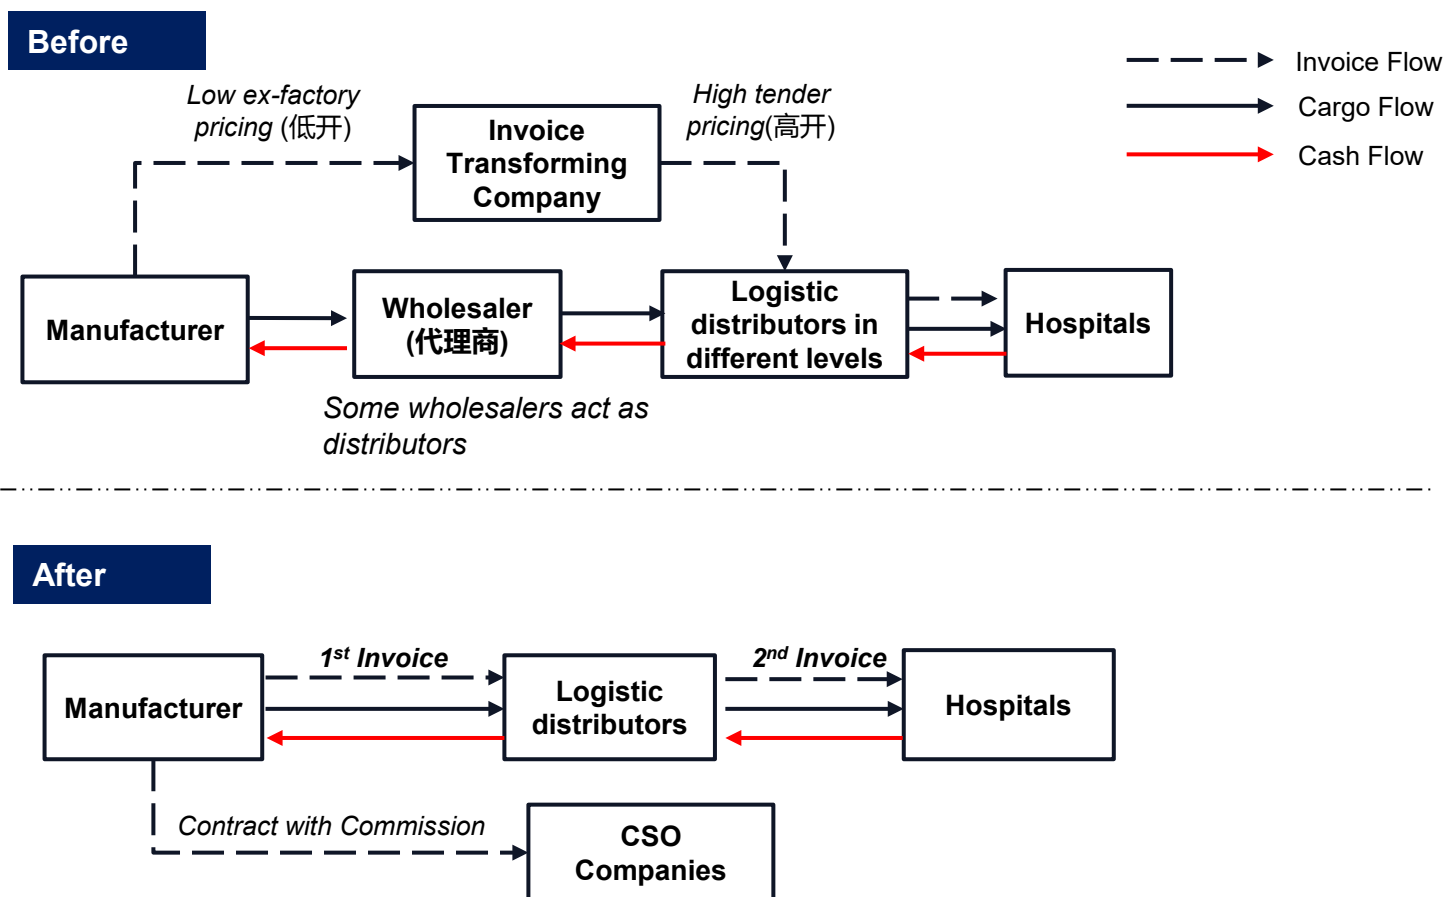 Before
Invoice Flow
Cargo Flow
Cash Flow
Low ex-factory
pricing (低开)
High tender
pricing(高开)
Invoice
Transforming
Company
Manufacturer
Wholesaler
(代理商)
Logistic
distributors in
different levels
Hospitals
Some wholesalers act as
distributors
After
1st Invoice
2nd Invoice
Manufacturer
Logistic
distributors
Hospitals
Contract with Commission
CSO
Companies